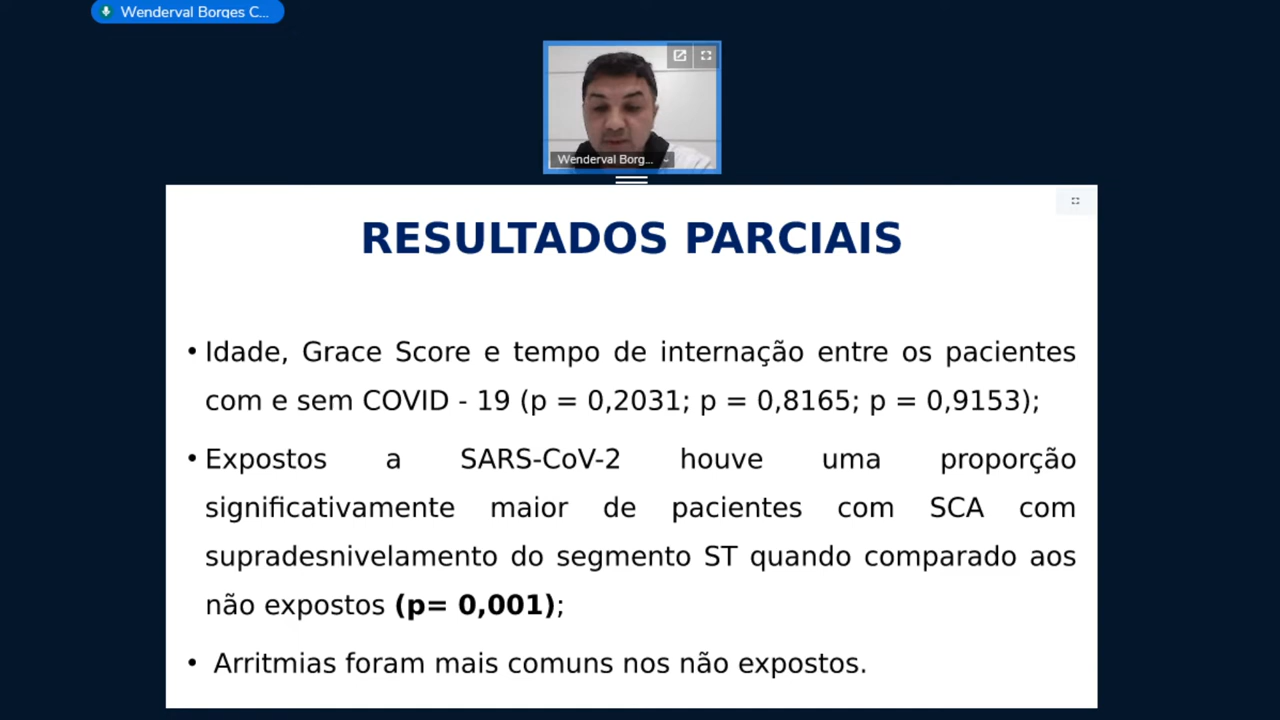 Wenderval Borges C...
Wenderval Borg...
RESULTADOS PARCIAIS
• Idade, Grace Score e tempo de internação entre os pacientes
com e sem COVID - 19 (p = 0,2031; p = 0,8165; p = 0,9153);
• Expostos a SARS-CoV-2 houve uma proporção
significativamente maior de pacientes com SCA com
supradesnivelamento do segmento ST quando comparado aos
não expostos (p= 0,001);
• Arritmias foram mais comuns nos não expostos.